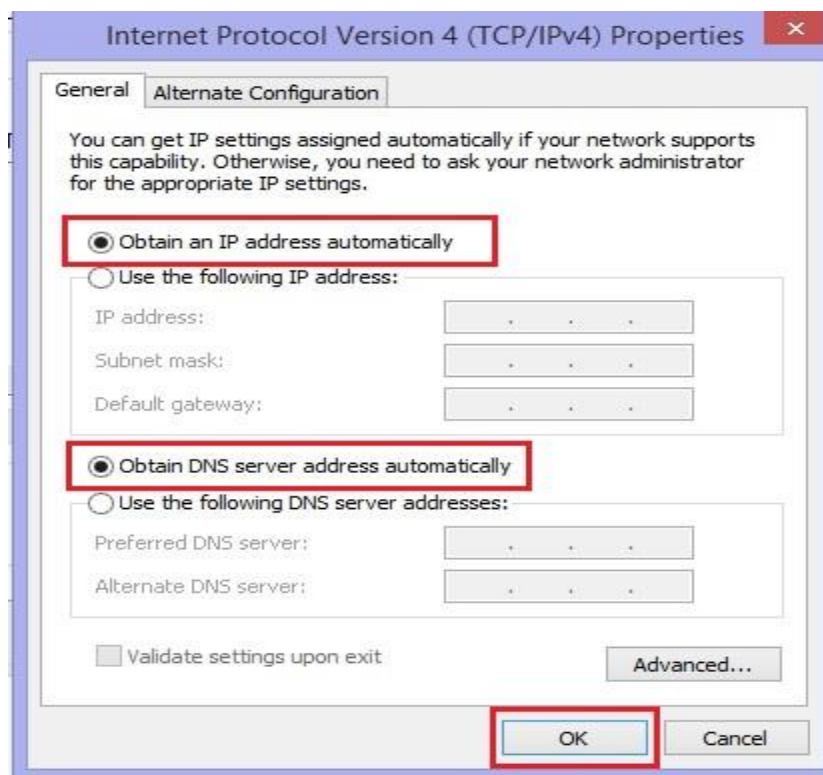 Internet Protocol Version 4 (TCP/IPv4) Properties
General
Alternate Configuration
You can get IP settings assigned automatically if your network supports
this capability. Otherwise, you need to ask your network administrator
for the appropriate IP settings.
Obtain an IP address automatically
Use the following IP address:
IP address:
Subnet mask:
Default gateway:
Obtain DNS server address automatically
Use the following DNS server addresses:
Preferred DNS server:
Alternate DNS server:
Validate settings upon exit
Advanced...
OK
Cancel